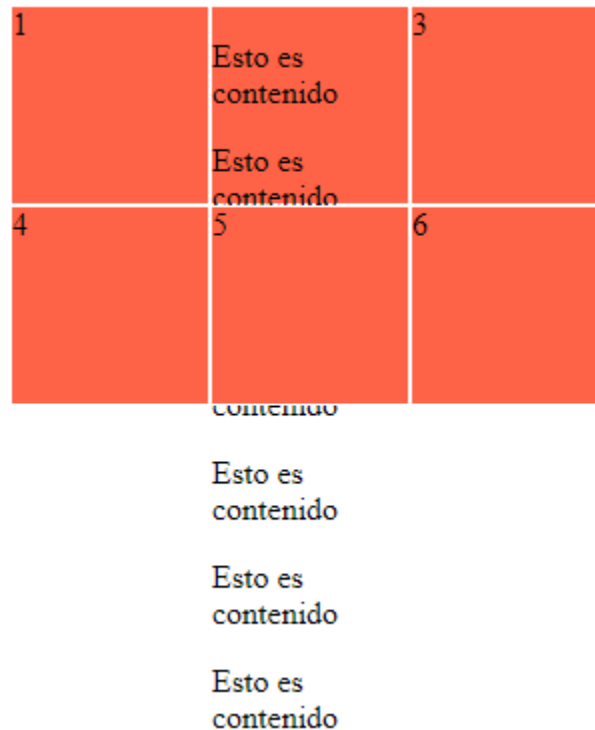 1
Esto es
contenido
Esto es
contenido
3
4
5
6
contenido
Esto es
contenido
Esto es
contenido
Esto es
contenido